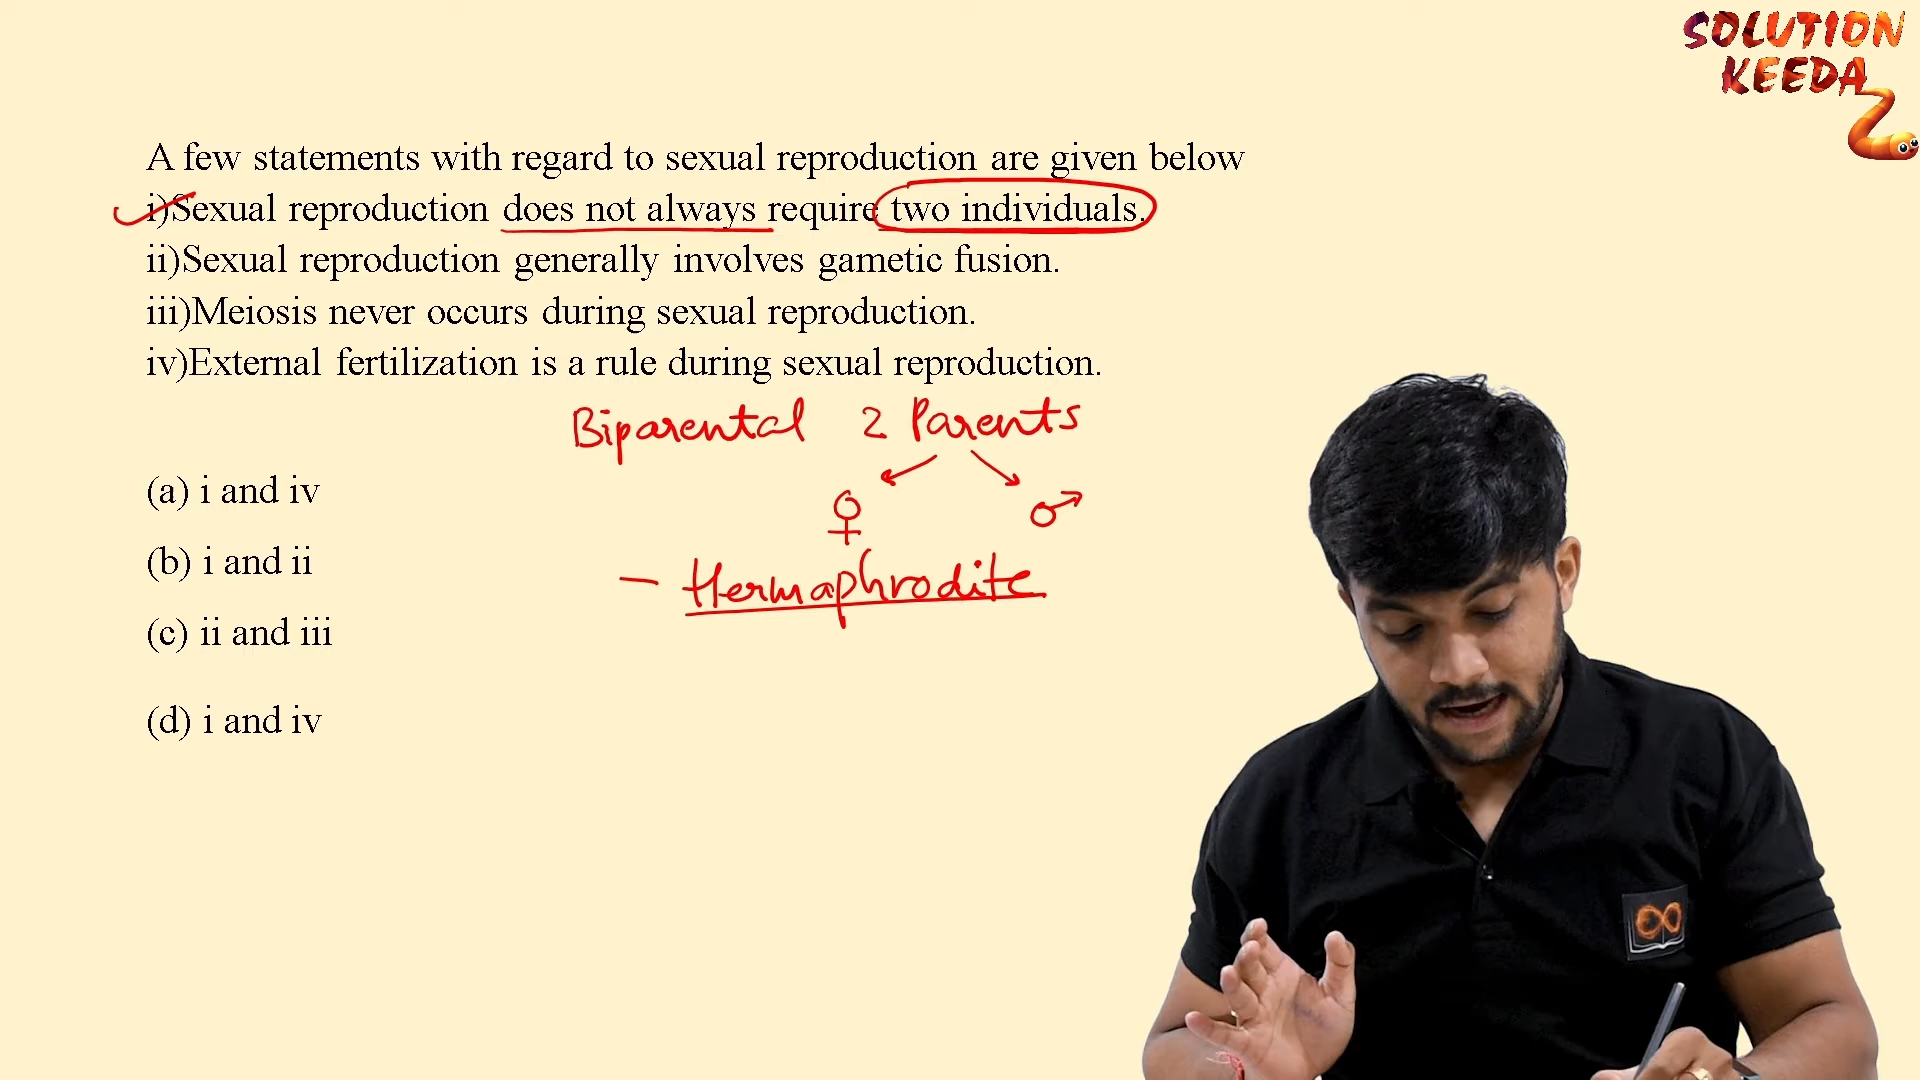 SOLUTION
KEEDA
A few statements with regard to sexual reproduction are given below
i)Sexual reproduction does not always require two individuals.
ii)Sexual reproduction generally involves gametic fusion.
iii)Meiosis never occurs during sexual reproduction.
iv)External fertilization is a rule during sexual reproduction.
Biparental 2 Parents
♀ ♂
- Hermaphrodite
(a) i and iv
(b) i and ii
(c) ii and iii
(d) i and iv